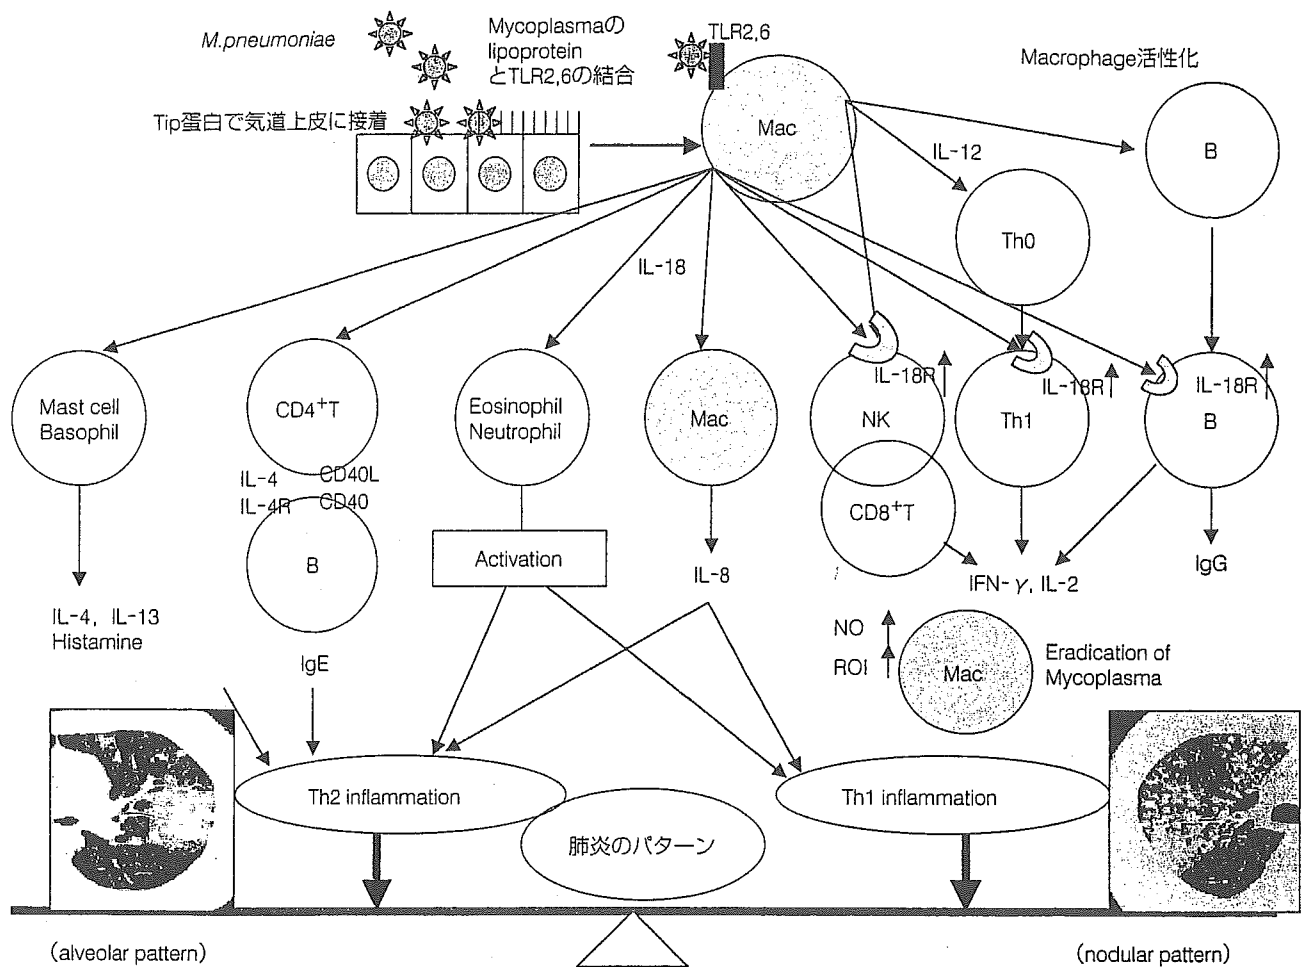 M.pneumoniae
Mycoplasmaの
lipoprotein
とTLR2,6の結合
TLR2,6
Macrophage活性化
Tip蛋白で気道上皮に接着
Mac
B
IL-12
Th0
IL-18
Mast cell
Basophil
CD4+T
Eosinophil
Neutrophil
Mac
IL-18R
NK
IL-18R
Th1
IL-18R
B
IL-4
CD40L
IL-4R
CD40
B
Activation
IL-8
CD8+T
IFN-γ, IL-2
IgG
IL-4, IL-13
Histamine
IgE
NO
ROI
Mac
Eradication of
Mycoplasma
Th2 inflammation
肺炎のパターン
Th1 inflammation
(alveolar pattern)
(nodular pattern)